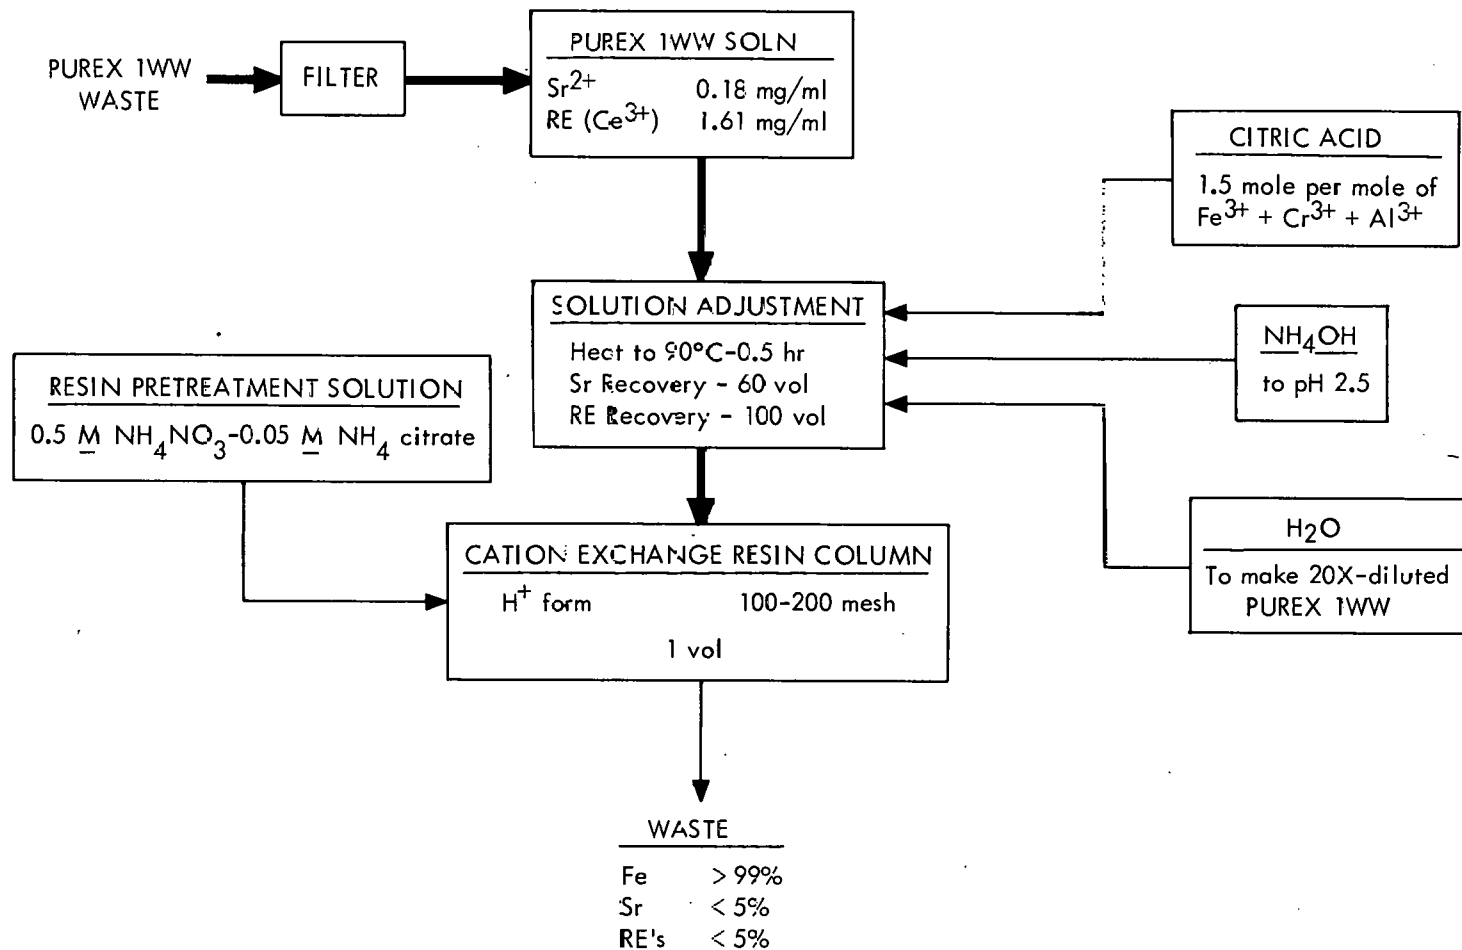 PUREX 1WW
WASTE
FILTER
PUREX 1WW SOLN
Sr2+ 0.18 mg/ml
RE (Ce3+) 1.61 mg/ml
CITRIC ACID
1.5 mole per mole of
Fe3+ + Cr3+ + Al3+
SOLUTION ADJUSTMENT
Heat to 90°C-0.5 hr
Sr Recovery - 60 vol
RE Recovery - 100 vol
NH4OH
to pH 2.5
RESIN PRETREATMENT SOLUTION
0.5 M NH4NO3-0.05 M NH4 citrate
H2O
To make 20X-diluted
PUREX 1WW
CATION EXCHANGE RESIN COLUMN
H+ form 100-200 mesh
1 vol
WASTE
Fe > 99%
Sr < 5%
RE's < 5%